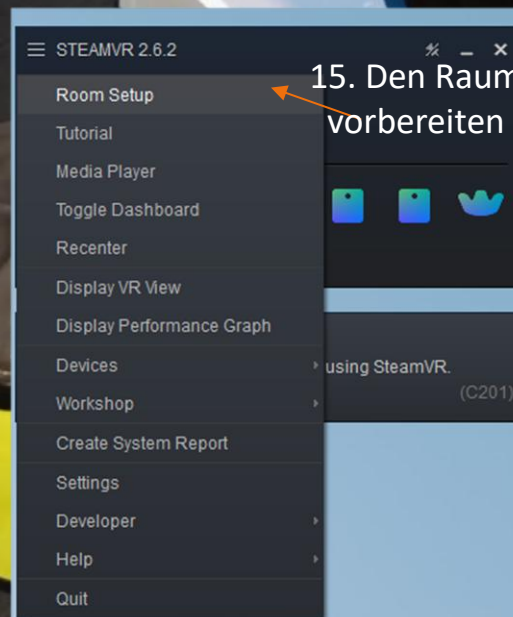 STEAMVR 2.6.2
15. Den Raum
vorbereiten
Room Setup
Tutorial
Media Player
Toggle Dashboard
Recenter
Display VR View
Display Performance Graph
Devices
using SteamVR.
Workshop
(C201)
Create System Report
Settings
Developer
Help
Quit